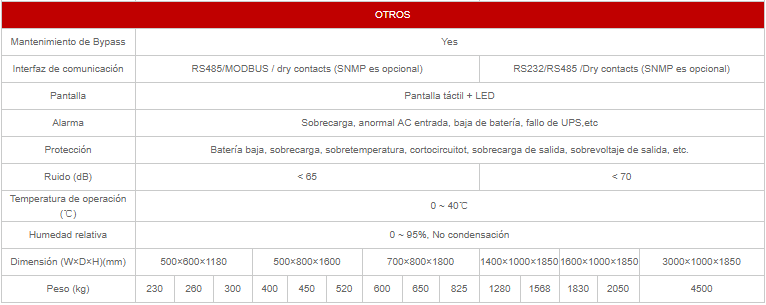 OTROS
Mantenimiento de Bypass Yes
Interfaz de comunicación RS485/MODBUS / dry contacts (SNMP es opcional) RS232/RS485 /Dry contacts (SNMP es opcional)
Pantalla Pantalla táctil + LED
Alarma Sobrecarga, anormal AC entrada, baja de batería, fallo de UPS,etc
Protección Batería baja, sobrecarga, sobretemperatura, cortocircuitot, sobrecarga de salida, sobrevoltaje de salida, etc.
Ruido (dB) < 65 < 70
Temperatura de operación
(℃) 0 ~ 40℃
Humedad relativa 0 ~ 95%, No condensación
Dimensión (W×D×H)(mm) 500×600×1180 500×800×1600 700×800×1800 1400×1000×1850 1600×1000×1850 3000×1000×1850
Peso (kg) 230 260 300 400 450 520 600 650 825 1280 1568 1830 2050 4500